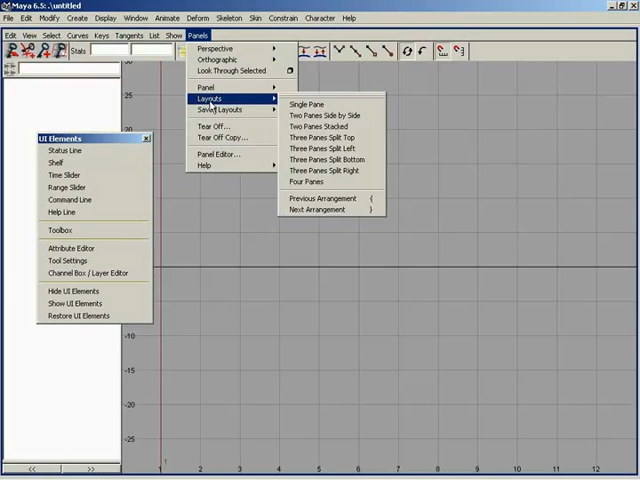 Maya 6.5: .\untitled
File Edit Modify Create Display Window Animate Deform Skeleton Skin Constrain Character Help
Edit View Select Curves Keys Tangents List Show Panels
Stats
Perspective
Orthographic
Look Through Selected
Panel
Layouts
Saved Layouts
Tear Off...
Tear Off Copy...
Panel Editor...
Help
Single Pane
Two Panes Side by Side
Two Panes Stacked
Three Panes Split Top
Three Panes Split Left
Three Panes Split Bottom
Three Panes Split Right
Four Panes
Previous Arrangement {
Next Arrangement }
UI Elements
Status Line
Shelf
Time Slider
Range Slider
Command Line
Help Line
Toolbox
Attribute Editor
Tool Settings
Channel Box / Layer Editor
Hide UI Elements
Show UI Elements
Restore UI Elements
30
25
-5
-10
-15
-20
-25
<< >>
1 2 3 4 5 6 7 8 9 10 11 12